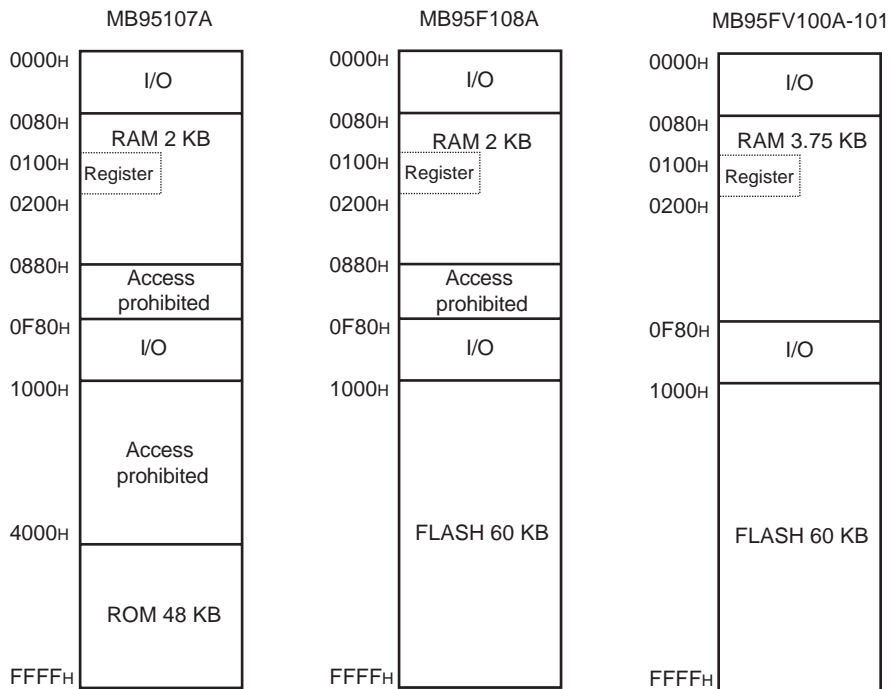 MB95107A
0000H
I/O
0080H
RAM 2 KB
0100H
Register
0200H
0880H
Access
prohibited
0F80H
I/O
1000H
Access
prohibited
4000H
ROM 48 KB
FFFFH
MB95F108A
0000H
I/O
0080H
RAM 2 KB
0100H
Register
0200H
0880H
Access
prohibited
0F80H
I/O
1000H
FLASH 60 KB
FFFFH
MB95FV100A-101
0000H
I/O
0080H
RAM 3.75 KB
0100H
Register
0200H
0F80H
I/O
1000H
FLASH 60 KB
FFFFH